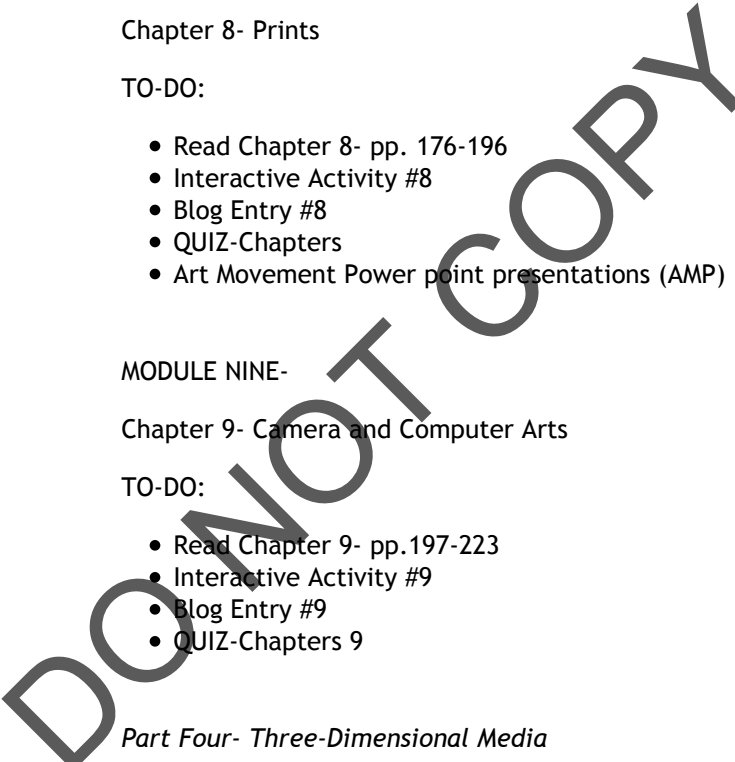 Chapter 8- Prints
TO-DO:
• Read Chapter 8- pp. 176-196
• Interactive Activity #8
• Blog Entry #8
• QUIZ-Chapters
• Art Movement Power point presentations (AMP)
MODULE NINE-
Chapter 9- Camera and Computer Arts
TO-DO:
• Read Chapter 9- pp.197-223
• Interactive Activity #9
• Blog Entry #9
• QUIZ-Chapters 9
Part Four- Three-Dimensional Media
DO NOT COPY